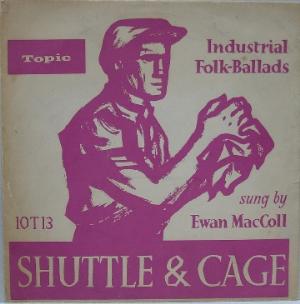 Topic
Industrial
Folk-Ballads
sung by
Ewan MacColl
10T13
SHUTTLE & CAGE